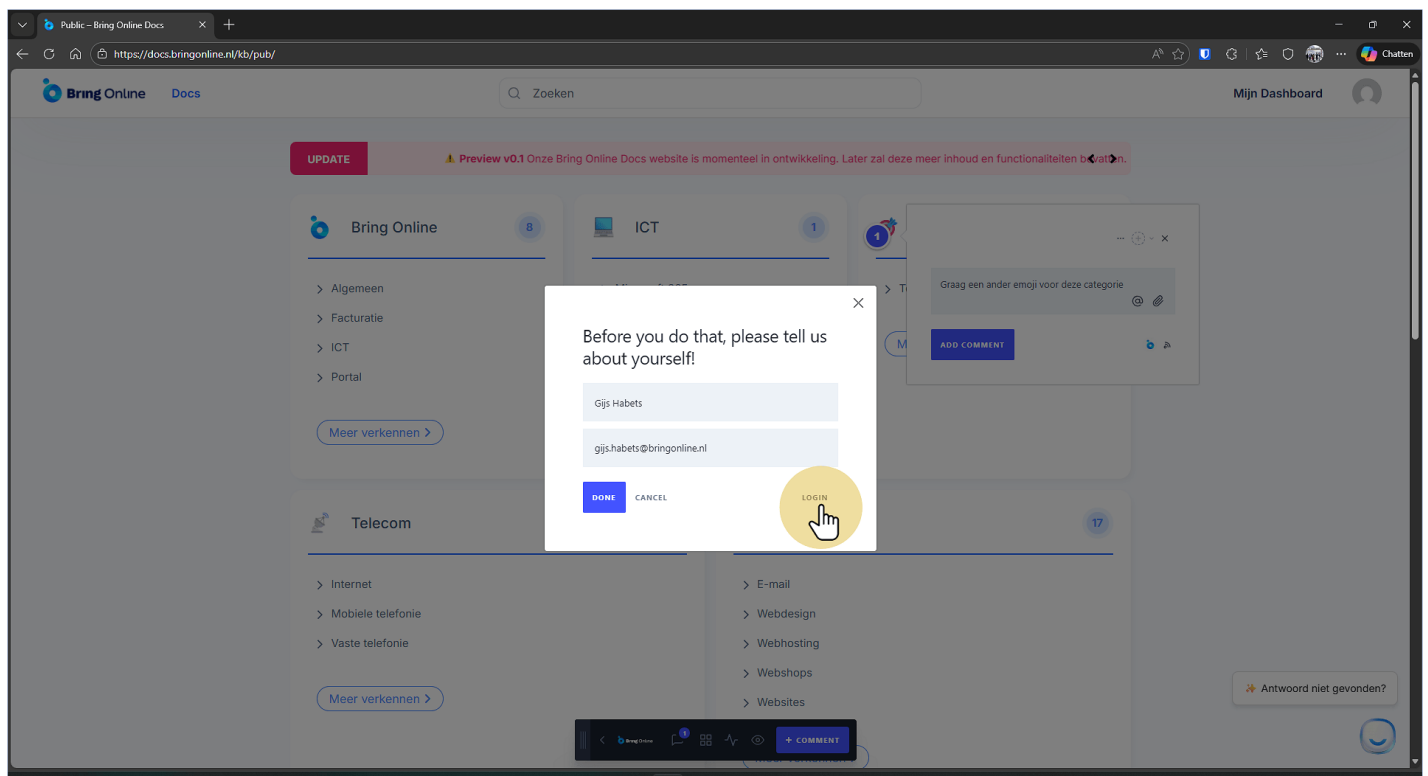 Public – Bring Online Docs
https://docs.bringonline.nl/kb/pub/
Chatten
Bring Online
Docs
Zoeken
Mijn Dashboard
UPDATE
Preview v0.1 Onze Bring Online Docs website is momenteel in ontwikkeling. Later zal deze meer inhoud en functionaliteiten bevatten.
Bring Online
8
ICT
1
1
Algemeen
Facturatie
ICT
Portal
Meer verkennen
Graag een ander emoji voor deze categorie
ADD COMMENT
Before you do that, please tell us
about yourself!
Gijs Habets
gijs.habets@bringonline.nl
DONE
CANCEL
LOGIN
Telecom
17
Internet
Mobiele telefonie
Vaste telefonie
Meer verkennen
E-mail
Webdesign
Webhosting
Webshops
Websites
Antwoord niet gevonden?
Bring Online
1
+ COMMENT